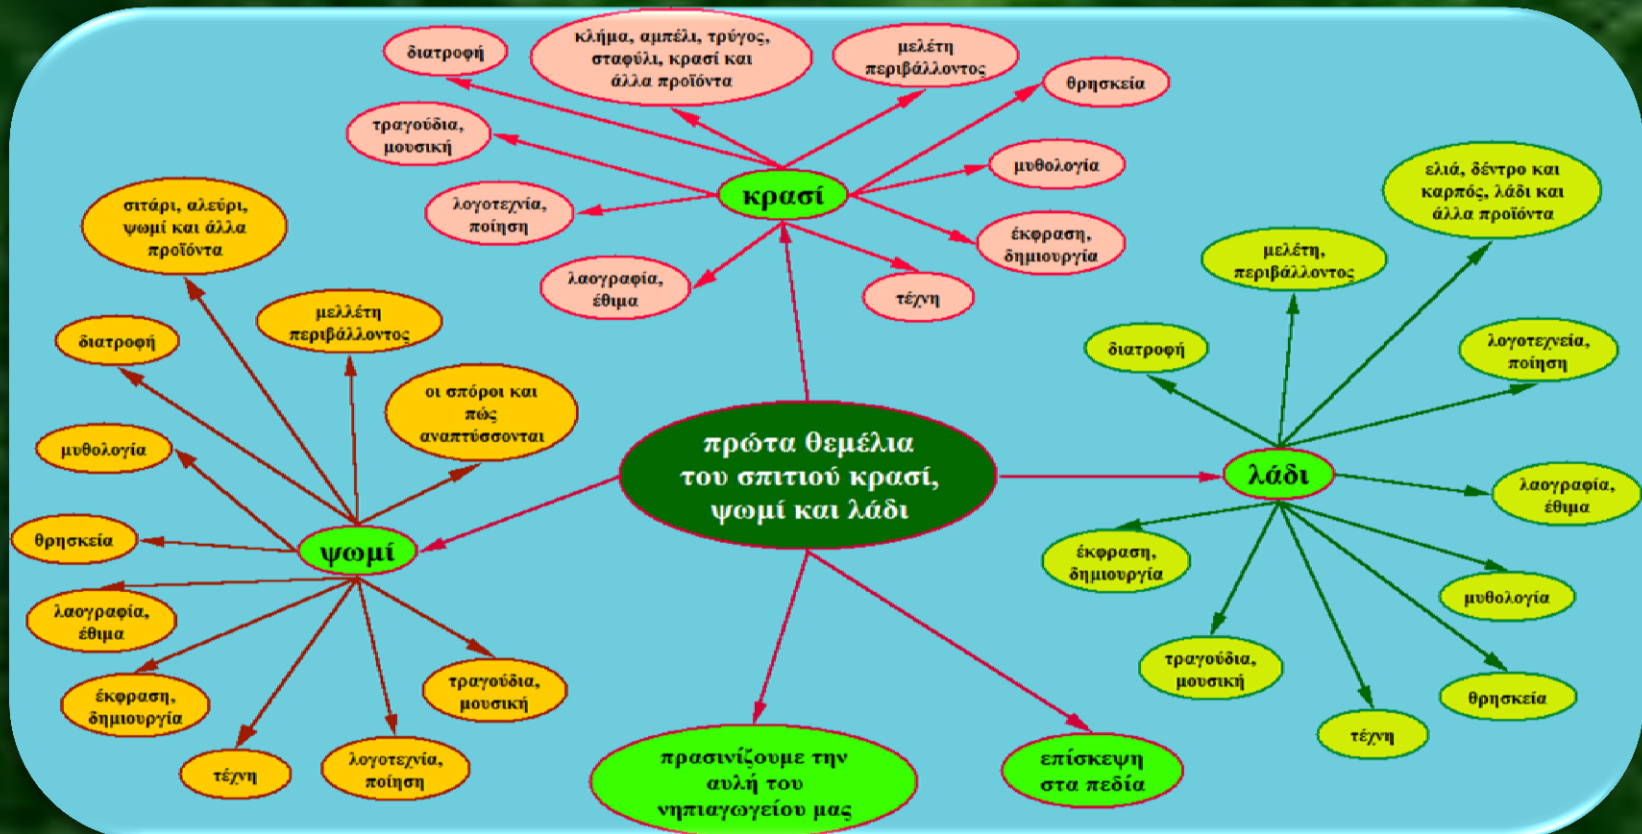 διατροφή
κλήμα, αμπέλι, τρύγος,
σταφύλι, κρασί και
άλλα προϊόντα
μελέτη
περιβάλλοντος
θρησκεία
τραγούδια,
μουσική
μυθολογία
κρασί
λογοτεχνία,
ποίηση
έκφραση,
δημιουργία
λαογραφία,
έθιμα
τέχνη
σιτάρι, αλεύρι,
ψωμί και άλλα
προϊόντα
μελλέτη
περιβάλλοντος
διατροφή
οι σπόροι και
πώς
αναπτύσσονται
μυθολογία
θρησκεία
ψωμί
λαογραφία,
έθιμα
έκφραση,
δημιουργία
τραγούδια,
μουσική
τέχνη
λογοτεχνία,
ποίηση
πρώτα θεμέλια
του σπιτιού κρασί,
ψωμί και λάδι
πρασινίζουμε την
αυλή του
νηπιαγωγείου μας
επίσκεψη
στα πεδία
ελιά, δέντρο και
καρπός, λάδι και
άλλα προϊόντα
μελέτη,
περιβάλλοντος
διατροφή
λογοτεχνεία,
ποίηση
λάδι
λαογραφία,
έθιμα
έκφραση,
δημιουργία
μυθολογία
τραγούδια,
μουσική
θρησκεία
τέχνη